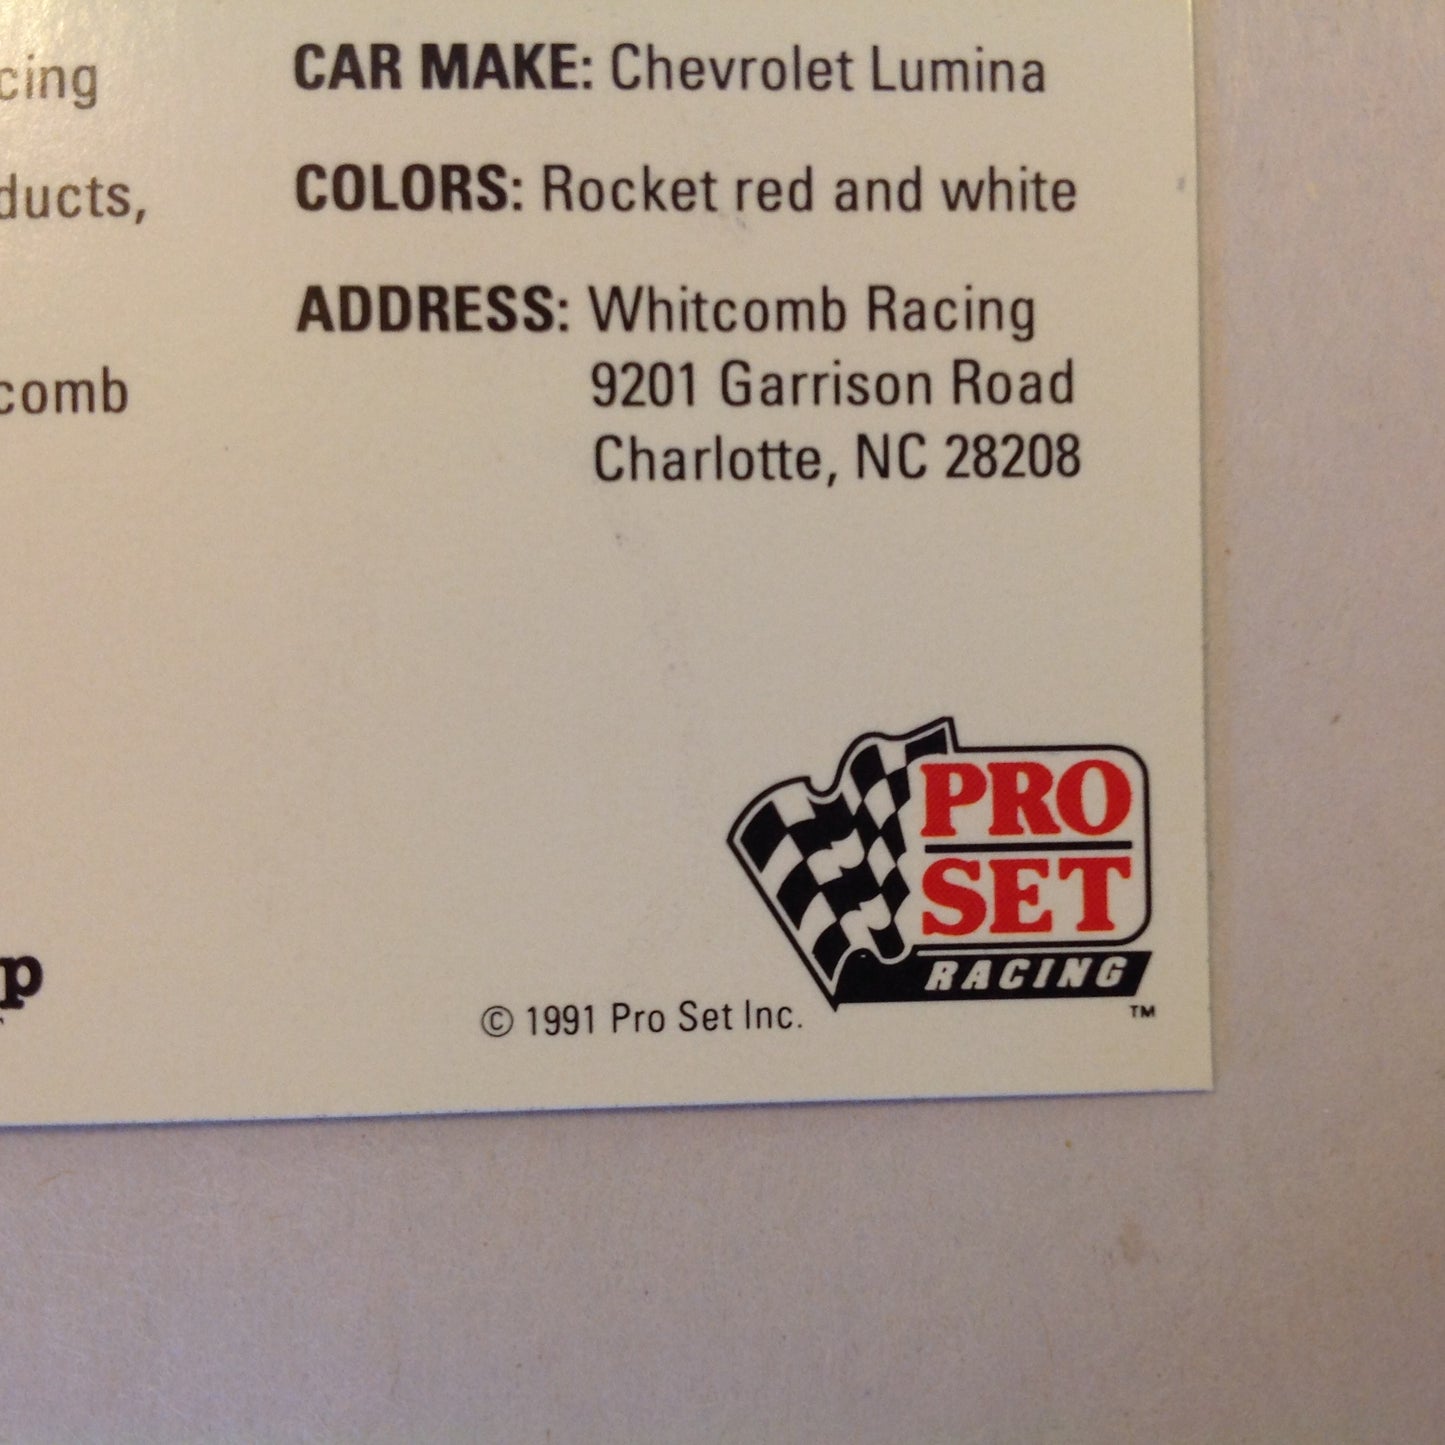 cing
ducts,
comb
p
CAR MAKE: Chevrolet Lumina
COLORS: Rocket red and white
ADDRESS: Whitcomb Racing
9201 Garrison Road
Charlotte, NC 28208
© 1991 Pro Set Inc.
PRO
SET
RACING
TM